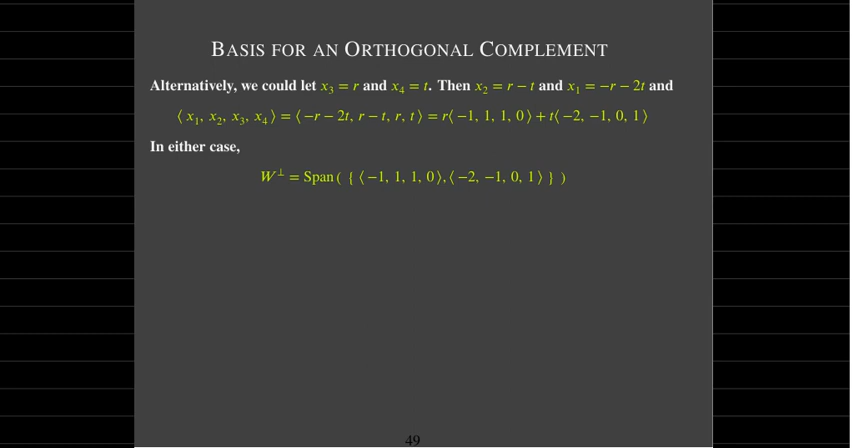 BASIS FOR AN ORTHOGONAL COMPLEMENT
Alternatively, we could let x₃ = r and x₄ = t. Then x₂ = r − t and x₁ = −r − 2t and
⟨ x₁, x₂, x₃, x₄ ⟩ = ⟨ −r − 2t, r − t, r, t ⟩ = r⟨ −1, 1, 1, 0 ⟩ + t⟨ −2, −1, 0, 1 ⟩
In either case,
W⊥ = Span ( { ⟨ −1, 1, 1, 0 ⟩, ⟨ −2, −1, 0, 1 ⟩ } )
49